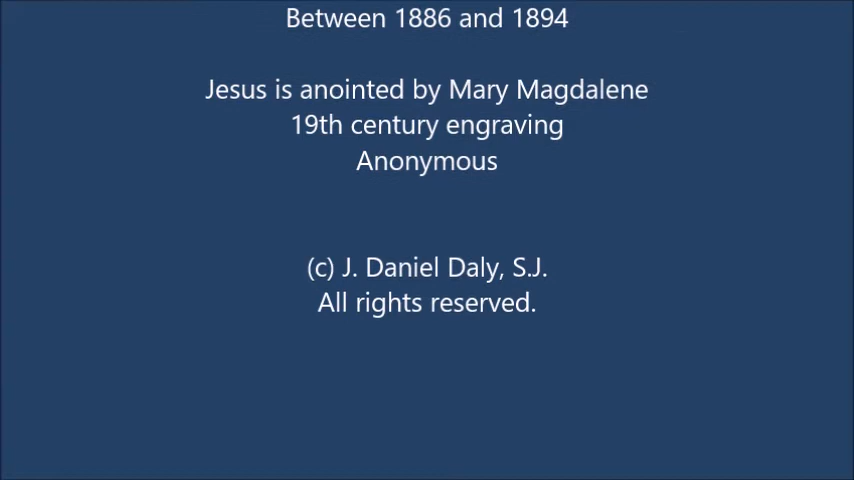 Between 1886 and 1894
Jesus is anointed by Mary Magdalene
19th century engraving
Anonymous
(c) J. Daniel Daly, S.J.
All rights reserved.